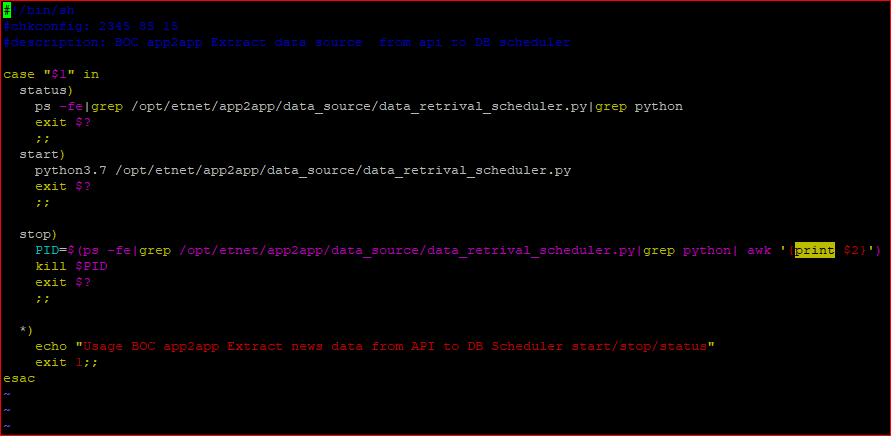 #!/bin/sh
#chkconfig: 2345 85 15
#description: BOC app2app Extract data source  from api to DB scheduler

case "$1" in
  status)
    ps -fe|grep /opt/etnet/app2app/data_source/data_retrival_scheduler.py|grep python
    exit $?
    ;;
  start)
    python3.7 /opt/etnet/app2app/data_source/data_retrival_scheduler.py
    exit $?
    ;;

  stop)
    PID=$(ps -fe|grep /opt/etnet/app2app/data_source/data_retrival_scheduler.py|grep python| awk '{print $2}')
    kill $PID
    exit $?
    ;;

  *)
    echo "Usage BOC app2app Extract news data from API to DB Scheduler start/stop/status"
    exit 1;;
esac
~
~
~